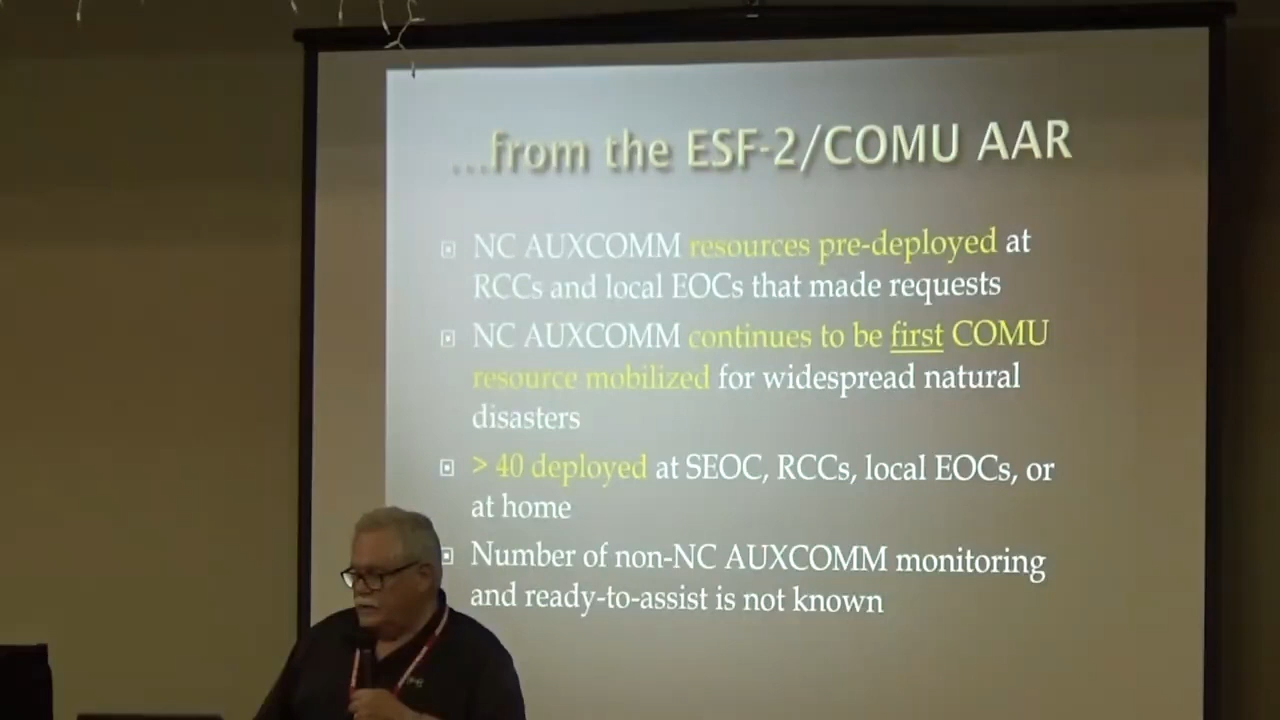 ...from the ESF-2/COMU AAR
NC AUXCOMM resources pre-deployed at
RCCs and local EOCs that made requests
NC AUXCOMM continues to be first COMU
resource mobilized for widespread natural
disasters
> 40 deployed at SEOC, RCCs, local EOCs, or
at home
Number of non-NC AUXCOMM monitoring
and ready-to-assist is not known